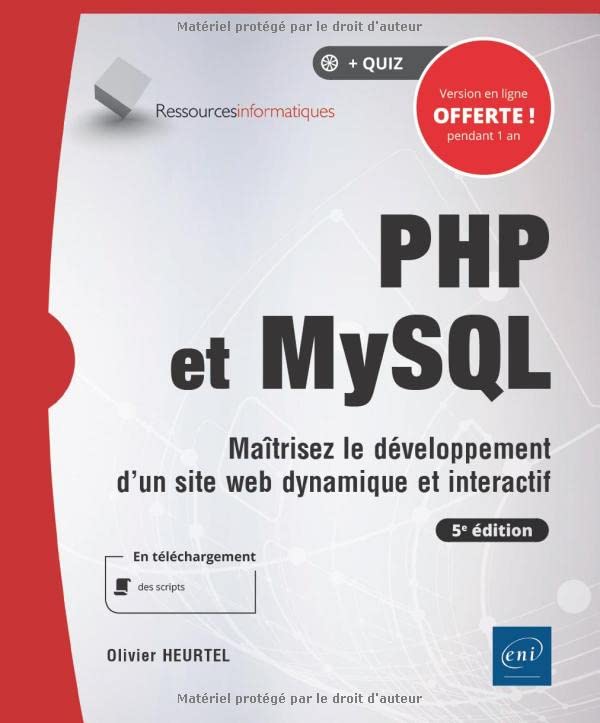 Matériel protégé par le droit d'auteur
+ QUIZ
Version en ligne
OFFERTE !
pendant 1 an
Ressourcesinformatiques
PHP
et MySQL
Maîtrisez le développement
d'un site web dynamique et interactif
5e édition
En téléchargement
des scripts
Olivier HEURTEL
eni
Matériel protégé par le droit d'auteur